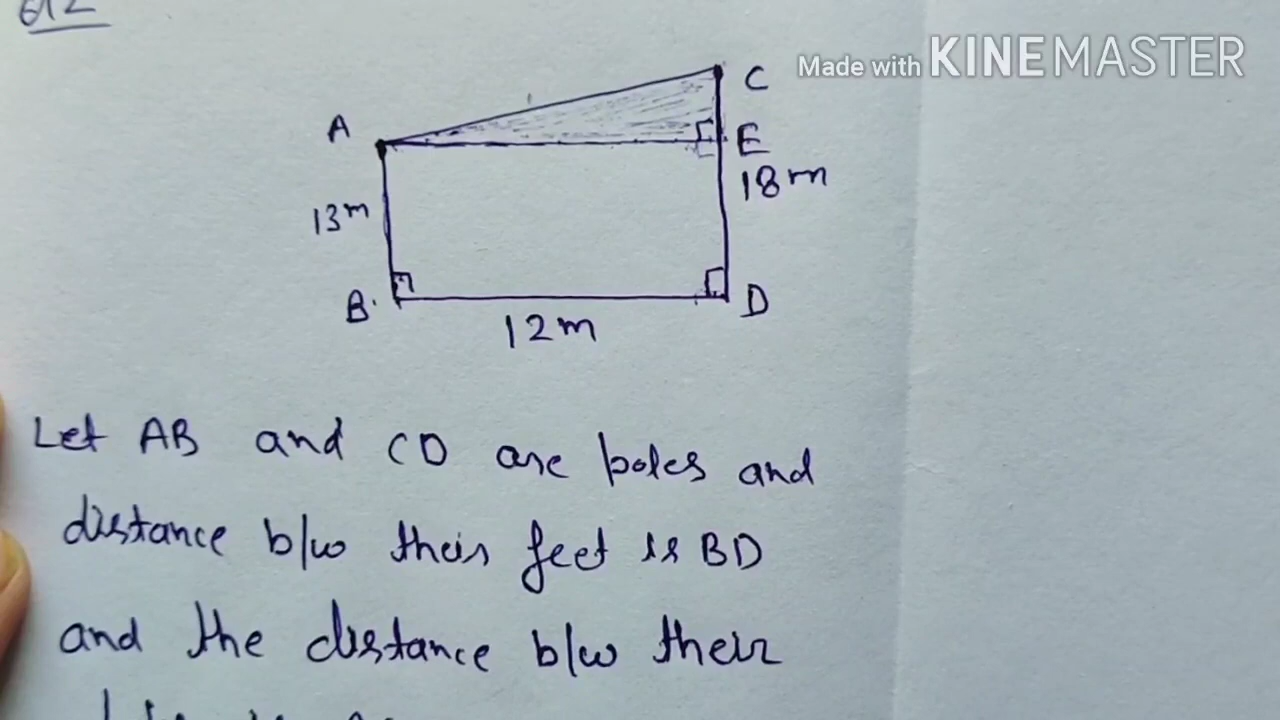 Made with KINEMASTER
C
A
E
13m
18m
B.
D
12m
Let AB and CD are poles and
distance b/w their feet is BD
and the distance b/w their